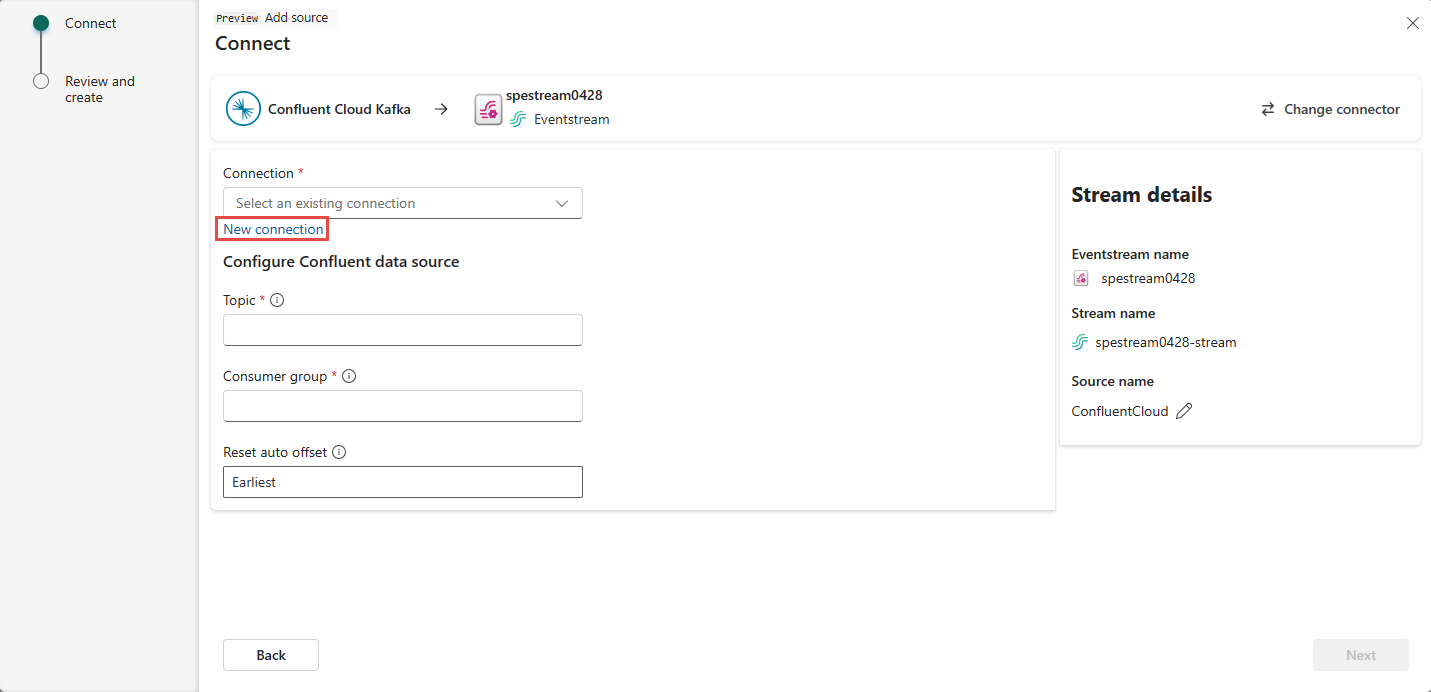 Connect
Review and
create
Preview Add source
Connect
Confluent Cloud Kafka
spestream0428
Eventstream
Change connector
Connection *
Select an existing connection
New connection
Configure Confluent data source
Topic *
Consumer group *
Reset auto offset
Earliest
Stream details
Eventstream name
spestream0428
Stream name
spestream0428-stream
Source name
ConfluentCloud
Back
Next